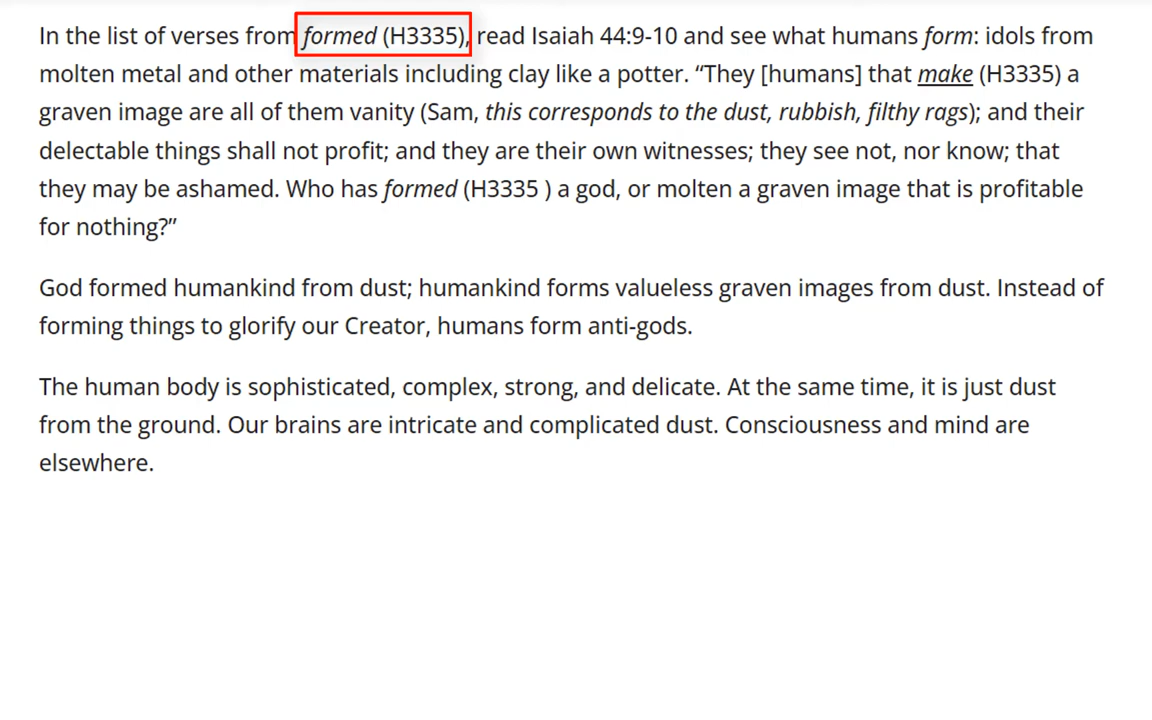 In the list of verses from formed (H3335), read Isaiah 44:9-10 and see what humans form: idols from
molten metal and other materials including clay like a potter. “They [humans] that make (H3335) a
graven image are all of them vanity (Sam, this corresponds to the dust, rubbish, filthy rags); and their
delectable things shall not profit; and they are their own witnesses; they see not, nor know; that
they may be ashamed. Who has formed (H3335 ) a god, or molten a graven image that is profitable
for nothing?”
God formed humankind from dust; humankind forms valueless graven images from dust. Instead of
forming things to glorify our Creator, humans form anti-gods.
The human body is sophisticated, complex, strong, and delicate. At the same time, it is just dust
from the ground. Our brains are intricate and complicated dust. Consciousness and mind are
elsewhere.